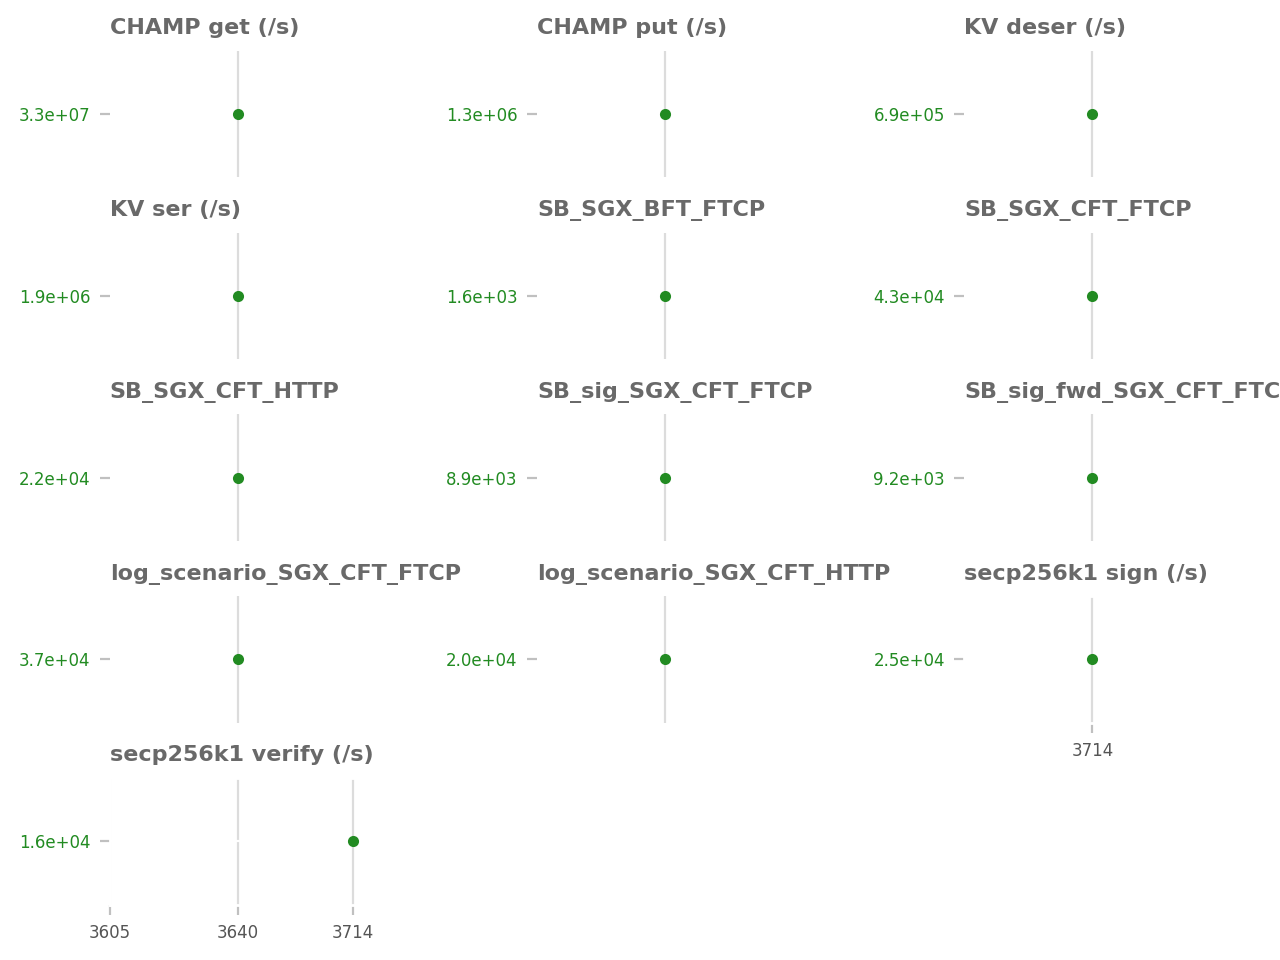 CHAMP get (/s)
CHAMP put (/s)
KV deser (/s)
3.3e+07
1.3e+06
6.9e+05
KV ser (/s)
SB_SGX_BFT_FTCP
SB_SGX_CFT_FTCP
1.9e+06
1.6e+03
4.3e+04
SB_SGX_CFT_HTTP
SB_sig_SGX_CFT_FTCP
SB_sig_fwd_SGX_CFT_FTC
2.2e+04
8.9e+03
9.2e+03
log_scenario_SGX_CFT_FTCP
log_scenario_SGX_CFT_HTTP
secp256k1 sign (/s)
3.7e+04
2.0e+04
2.5e+04
3714
secp256k1 verify (/s)
1.6e+04
3605
3640
3714